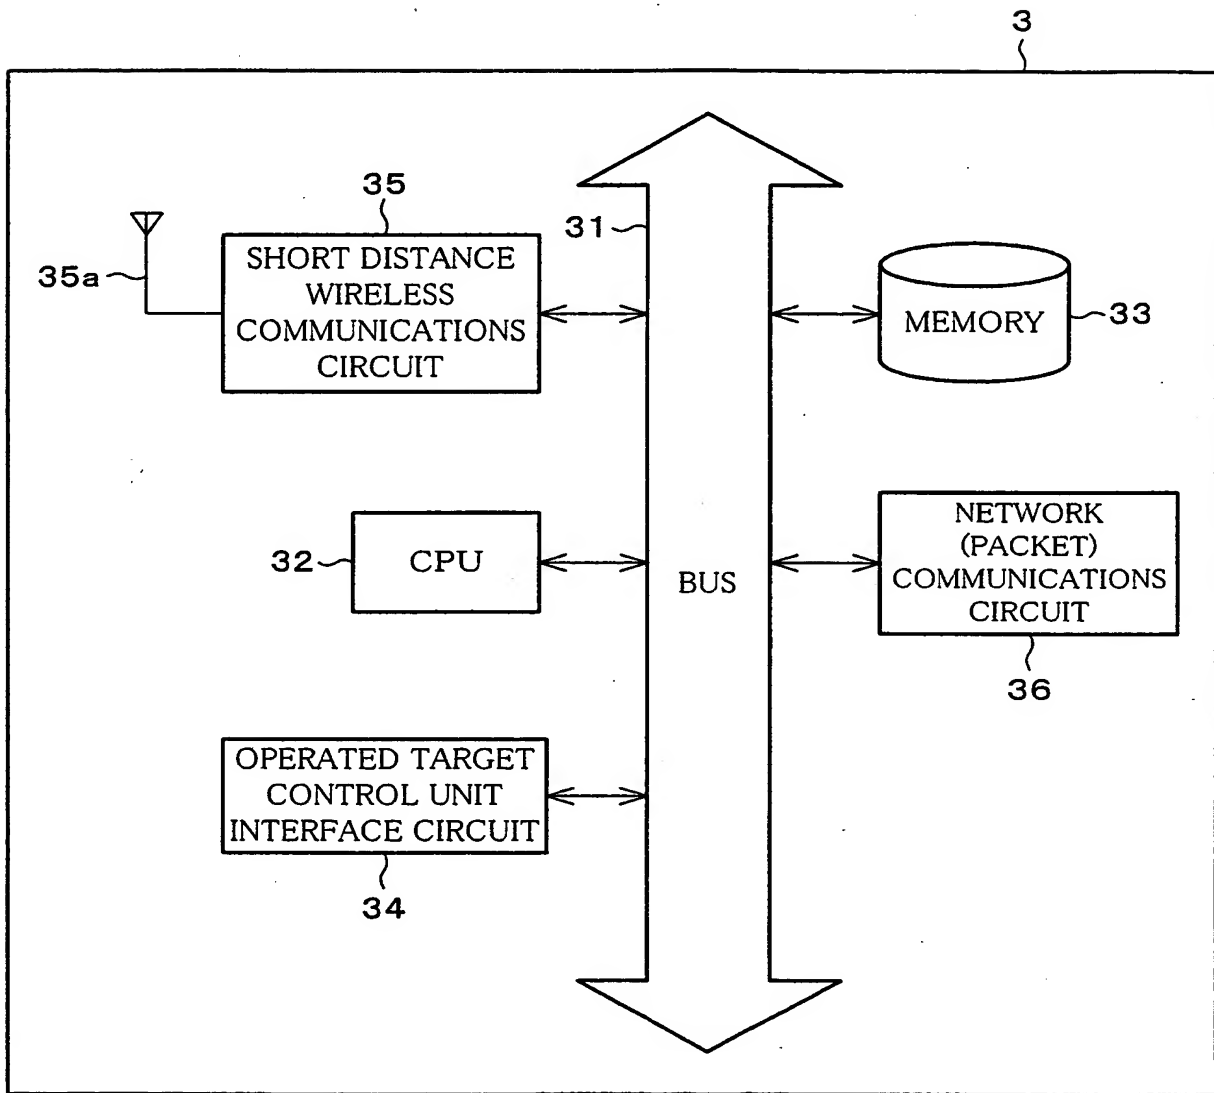 3
35
35a
SHORT DISTANCE
WIRELESS
COMMUNICATIONS
CIRCUIT
31
MEMORY
33
32
CPU
BUS
NETWORK
(PACKET)
COMMUNICATIONS
CIRCUIT
36
OPERATED TARGET
CONTROL UNIT
INTERFACE CIRCUIT
34